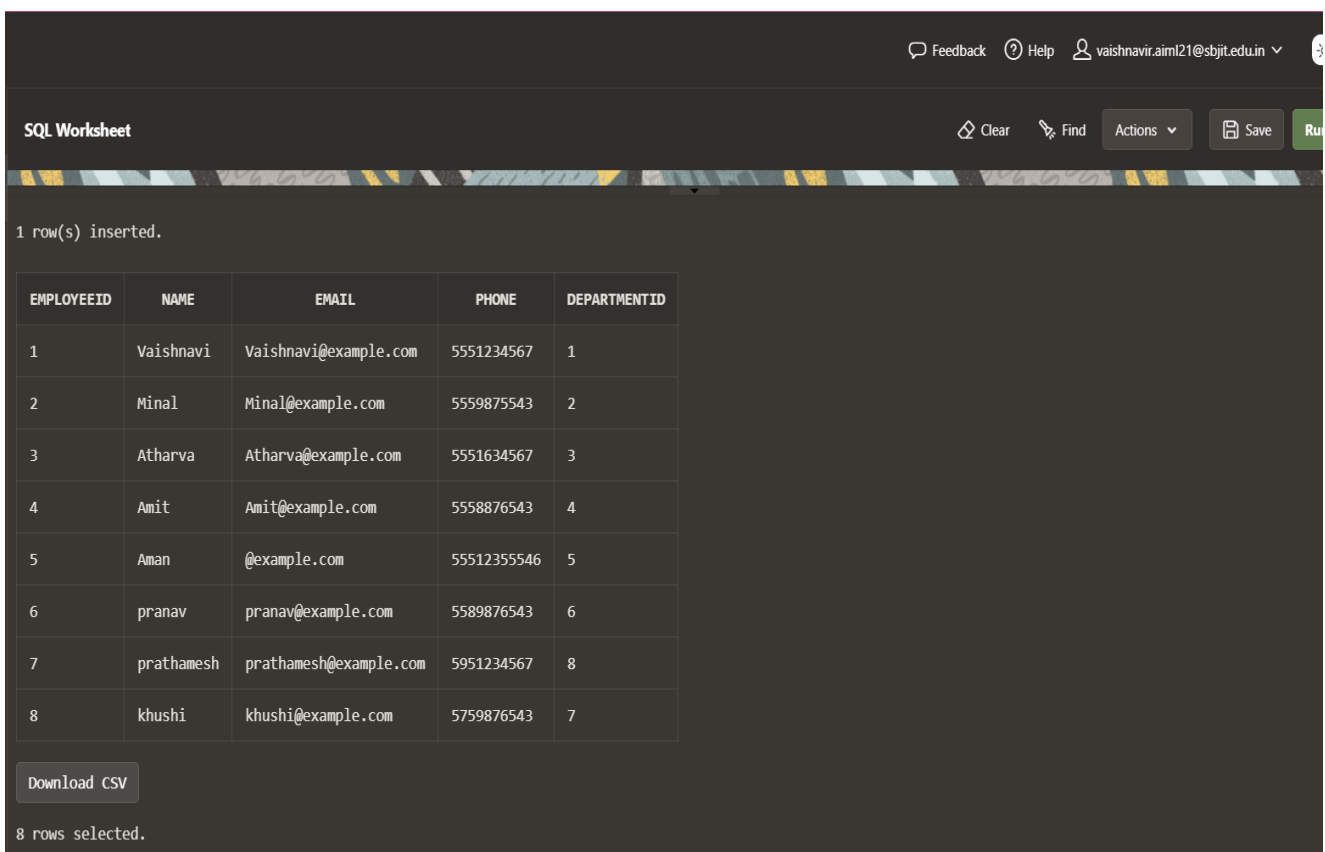 Feedback Help vaishnavir.aiml21@sbjit.edu.in
SQL Worksheet Clear Find Actions Save
1 row(s) inserted.
EMPLOYEEID NAME EMAIL PHONE DEPARTMENTID
1 Vaishnavi Vaishnavi@example.com 5551234567 1
2 Minal Minal@example.com 5559875543 2
3 Atharva Atharva@example.com 5551634567 3
4 Amit Amit@example.com 5558876543 4
5 Aman @example.com 55512355546 5
6 pranav pranav@example.com 5589876543 6
7 prathamesh prathamesh@example.com 5951234567 8
8 khushi khushi@example.com 5759876543 7
Download CSV
8 rows selected.